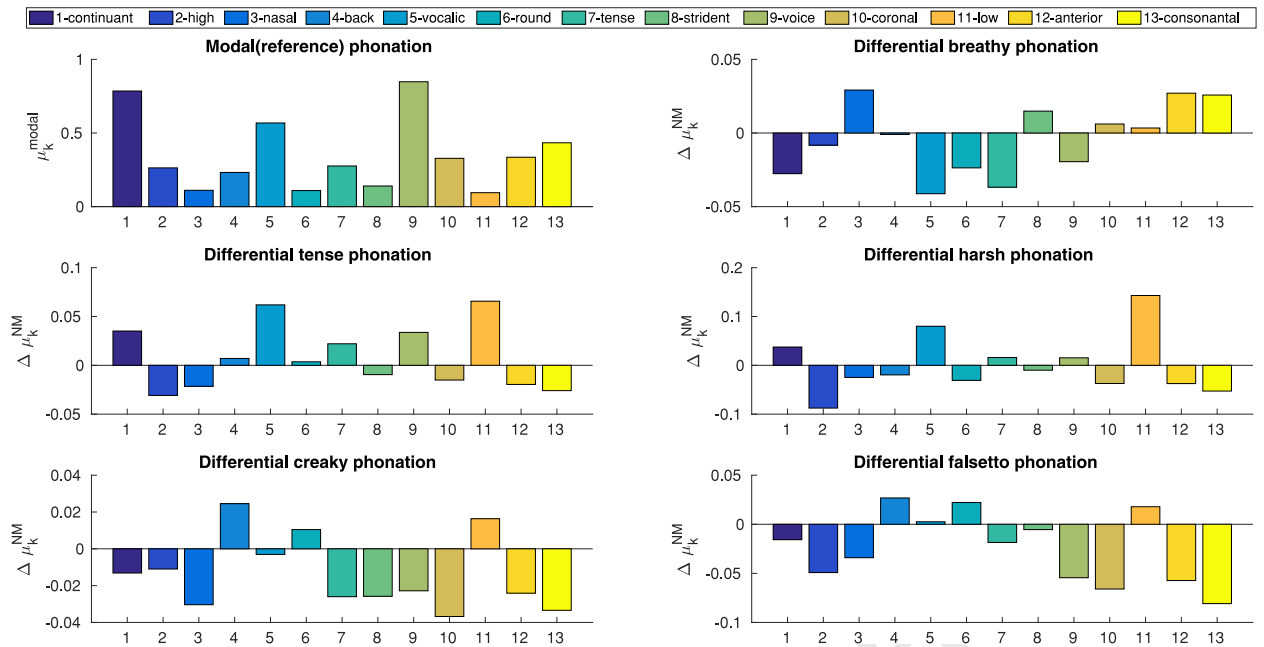 1-continuant 2-high 3-nasal 4-back 5-vocalic 6-round 7-tense 8-strident 9-voice 10-coronal 11-low 12-anterior 13-consonantal
Modal(reference) phonation
μ_k^modal
1
0.5
0
1 2 3 4 5 6 7 8 9 10 11 12 13
Differential breathy phonation
Δ μ_k^NM
0.05
0
-0.05
1 2 3 4 5 6 7 8 9 10 11 12 13
Differential tense phonation
Δ μ_k^NM
0.1
0.05
0
-0.05
1 2 3 4 5 6 7 8 9 10 11 12 13
Differential harsh phonation
Δ μ_k^NM
0.2
0.1
0
-0.1
1 2 3 4 5 6 7 8 9 10 11 12 13
Differential creaky phonation
Δ μ_k^NM
0.04
0.02
0
-0.02
-0.04
1 2 3 4 5 6 7 8 9 10 11 12 13
Differential falsetto phonation
Δ μ_k^NM
0.05
0
-0.05
-0.1
1 2 3 4 5 6 7 8 9 10 11 12 13